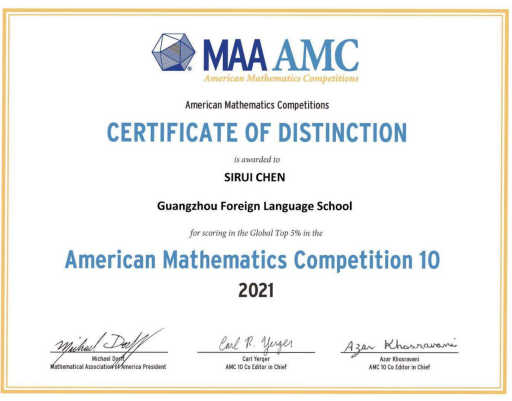 MAA AMC
American Mathematics Competitions
American Mathematics Competitions
CERTIFICATE OF DISTINCTION
is awarded to
SIRUI CHEN
Guangzhou Foreign Language School
for scoring in the Global Top 5% in the
American Mathematics Competition 10
2021
Michael Dorff Carl R. Yerger Azar Khosravani
Michael Dorff Carl Yerger Azar Khosravani
Mathematical Association of America President AMC 10 Co Editor in Chief AMC 10 Co Editor in Chief